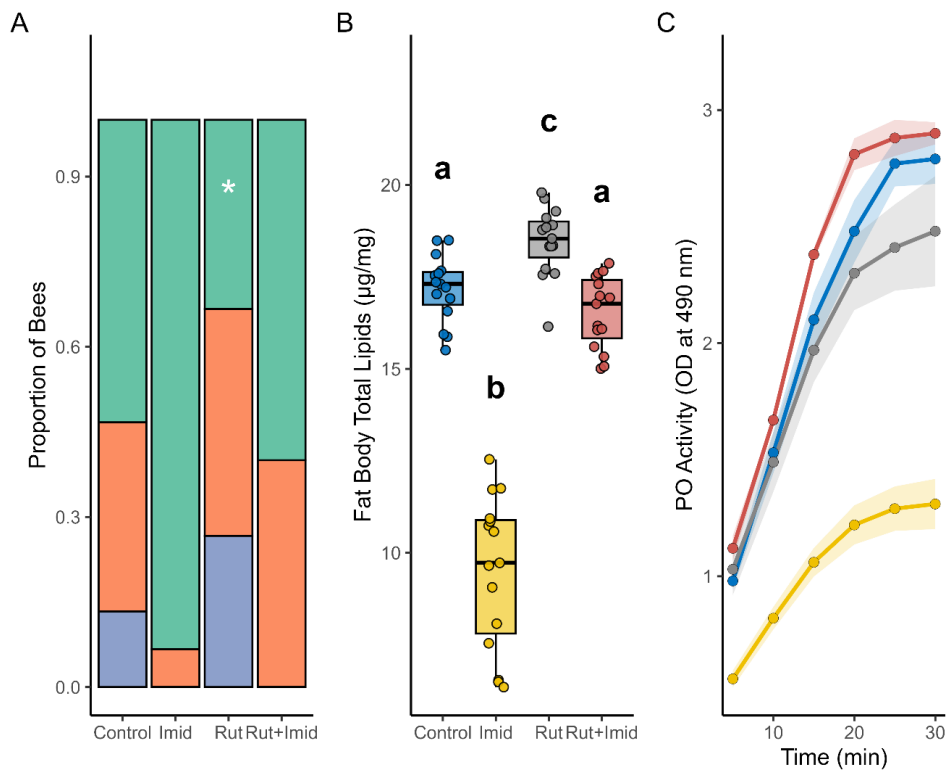 A
Proportion of Bees
0.9
0.6
0.3
0.0
*
Control Imid Rut Rut+Imid
B
Fat Body Total Lipids (µg/mg)
20
15
10
a
b
c
a
Control Imid Rut Rut+Imid
C
PO Activity (OD at 490 nm)
3
2
1
10 20 30
Time (min)